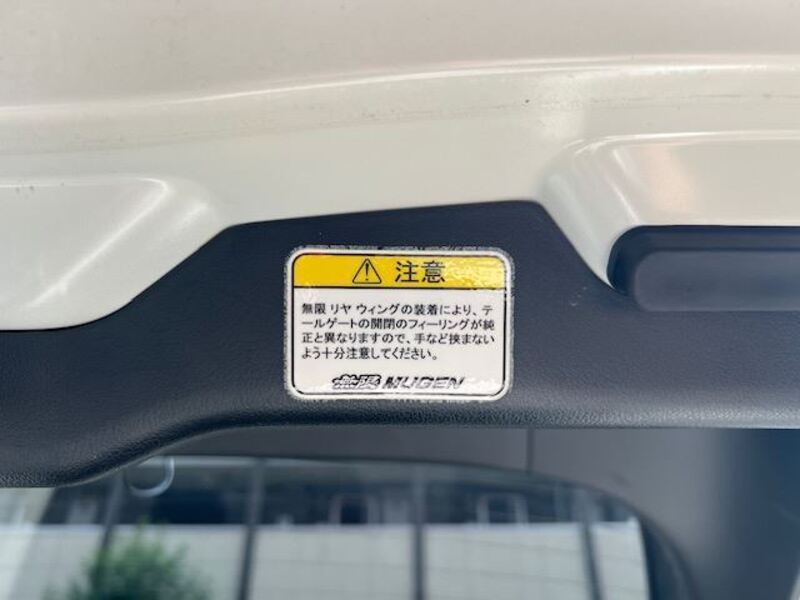 注意
無限 リヤ ウィングの装着により、テ
ールゲートの開閉のフィーリングが純
正と異なりますので、手など挟まない
よう十分注意してください。
無限 MUGEN